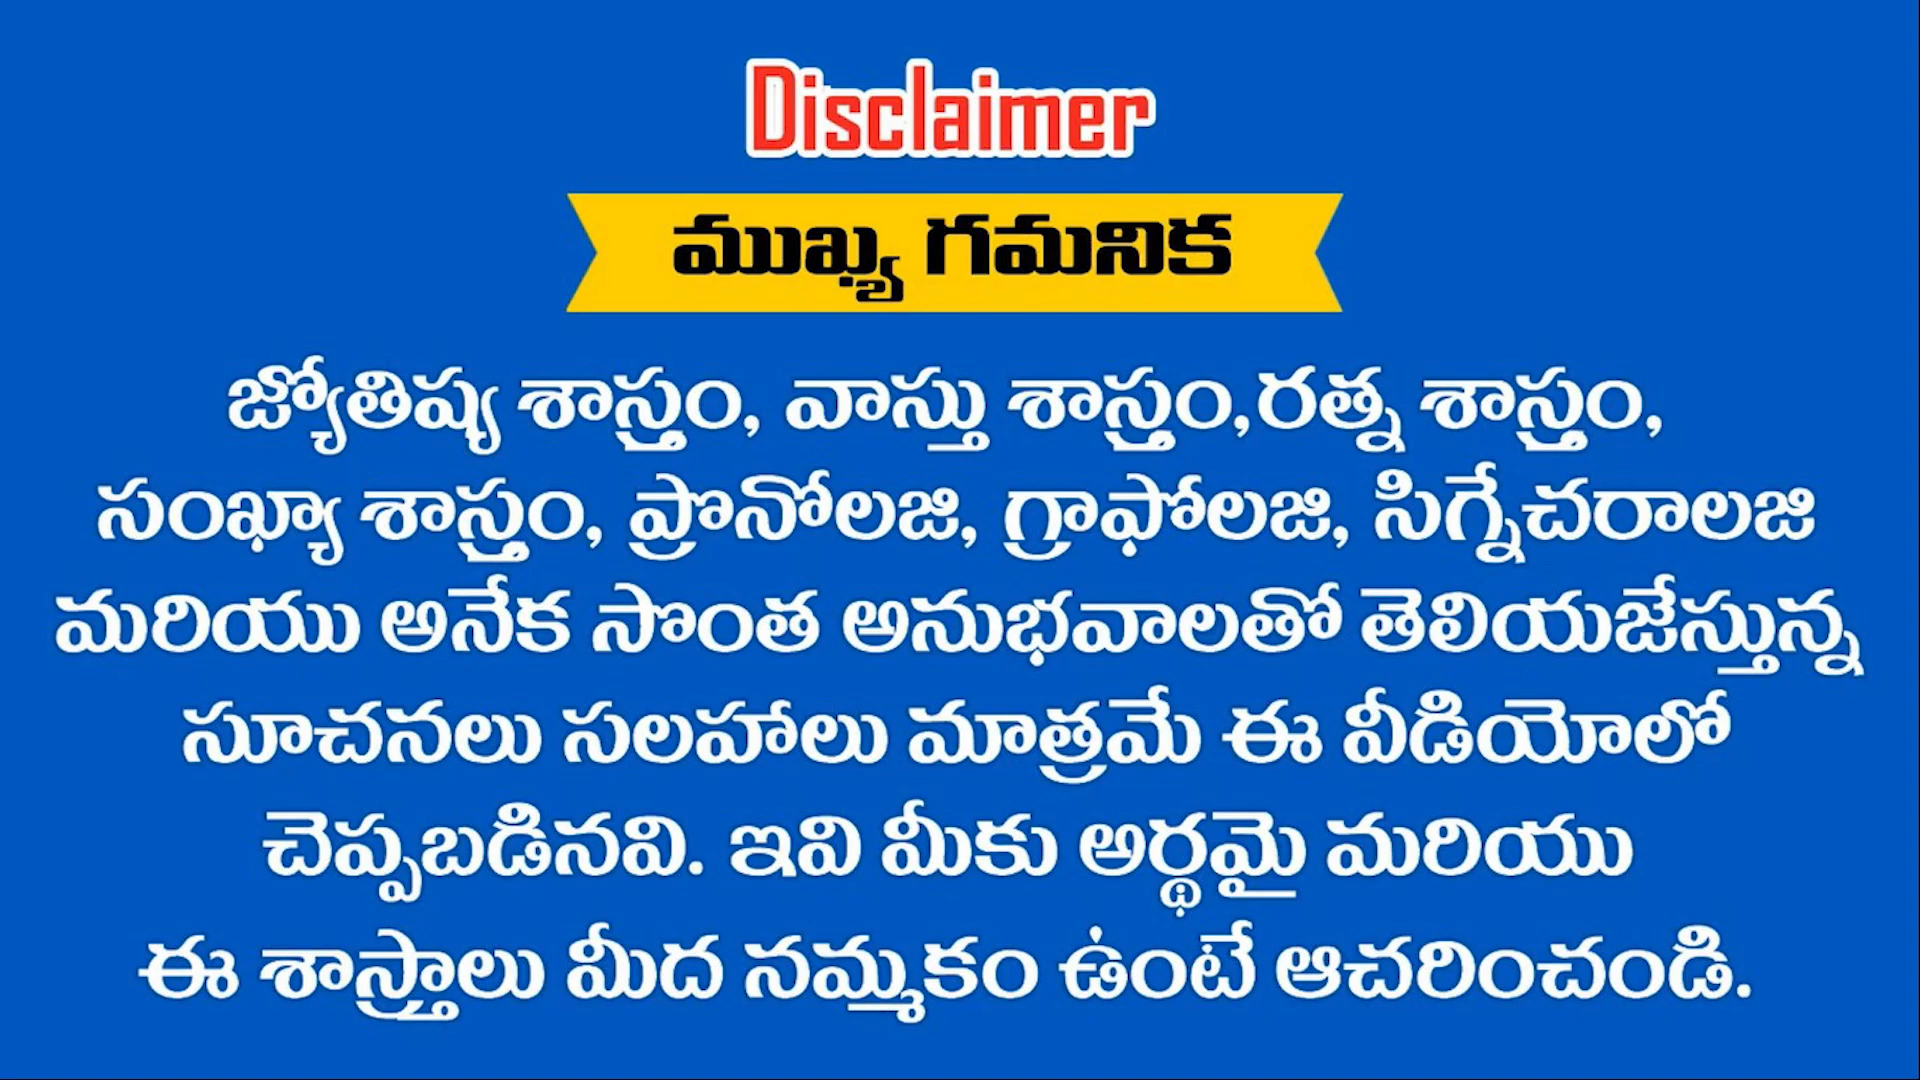 Disclaimer
ముఖ్య గమనిక
జ్యోతిష్య శాస్త్రం, వాస్తు శాస్త్రం,రత్న శాస్త్రం,
సంఖ్యా శాస్త్రం, ప్రొనోలజి, గ్రాఫోలజి, సిగ్నేచరాలజి
మరియు అనేక సొంత అనుభవాలతో తెలియజేస్తున్న
సూచనలు సలహాలు మాత్రమే ఈ వీడియోలో
చెప్పబడినవి. ఇవి మీకు అర్థమై మరియు
ఈ శాస్త్రాలు మీద నమ్మకం ఉంటే ఆచరించండి.